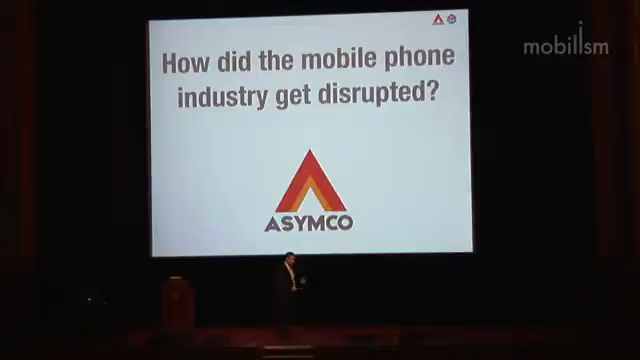 mobilism
How did the mobile phone
industry get disrupted?
ASYMCO